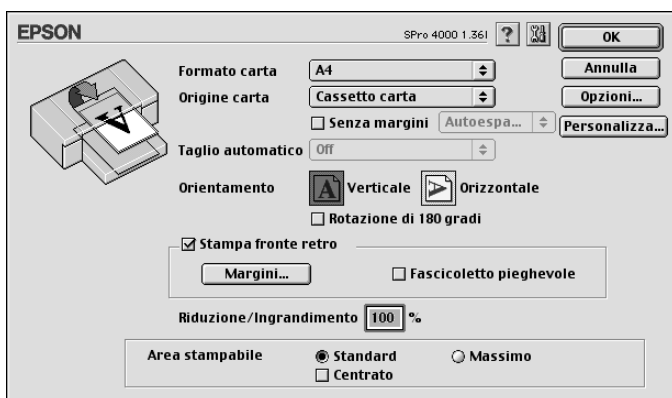 EPSON SPro 4000 1.36I ? OK
Formato carta A4 Annulla
Origine carta Cassetto carta Opzioni...
Senza margini Autoespa... Personalizza...
Taglio automatico Off
Orientamento A Verticale A Orizzontale
Rotazione di 180 gradi
Stampa fronte retro
Margini... Fascicoletto pieghevole
Riduzione/Ingrandimento 100 %
Area stampabile Standard Massimo
Centrato